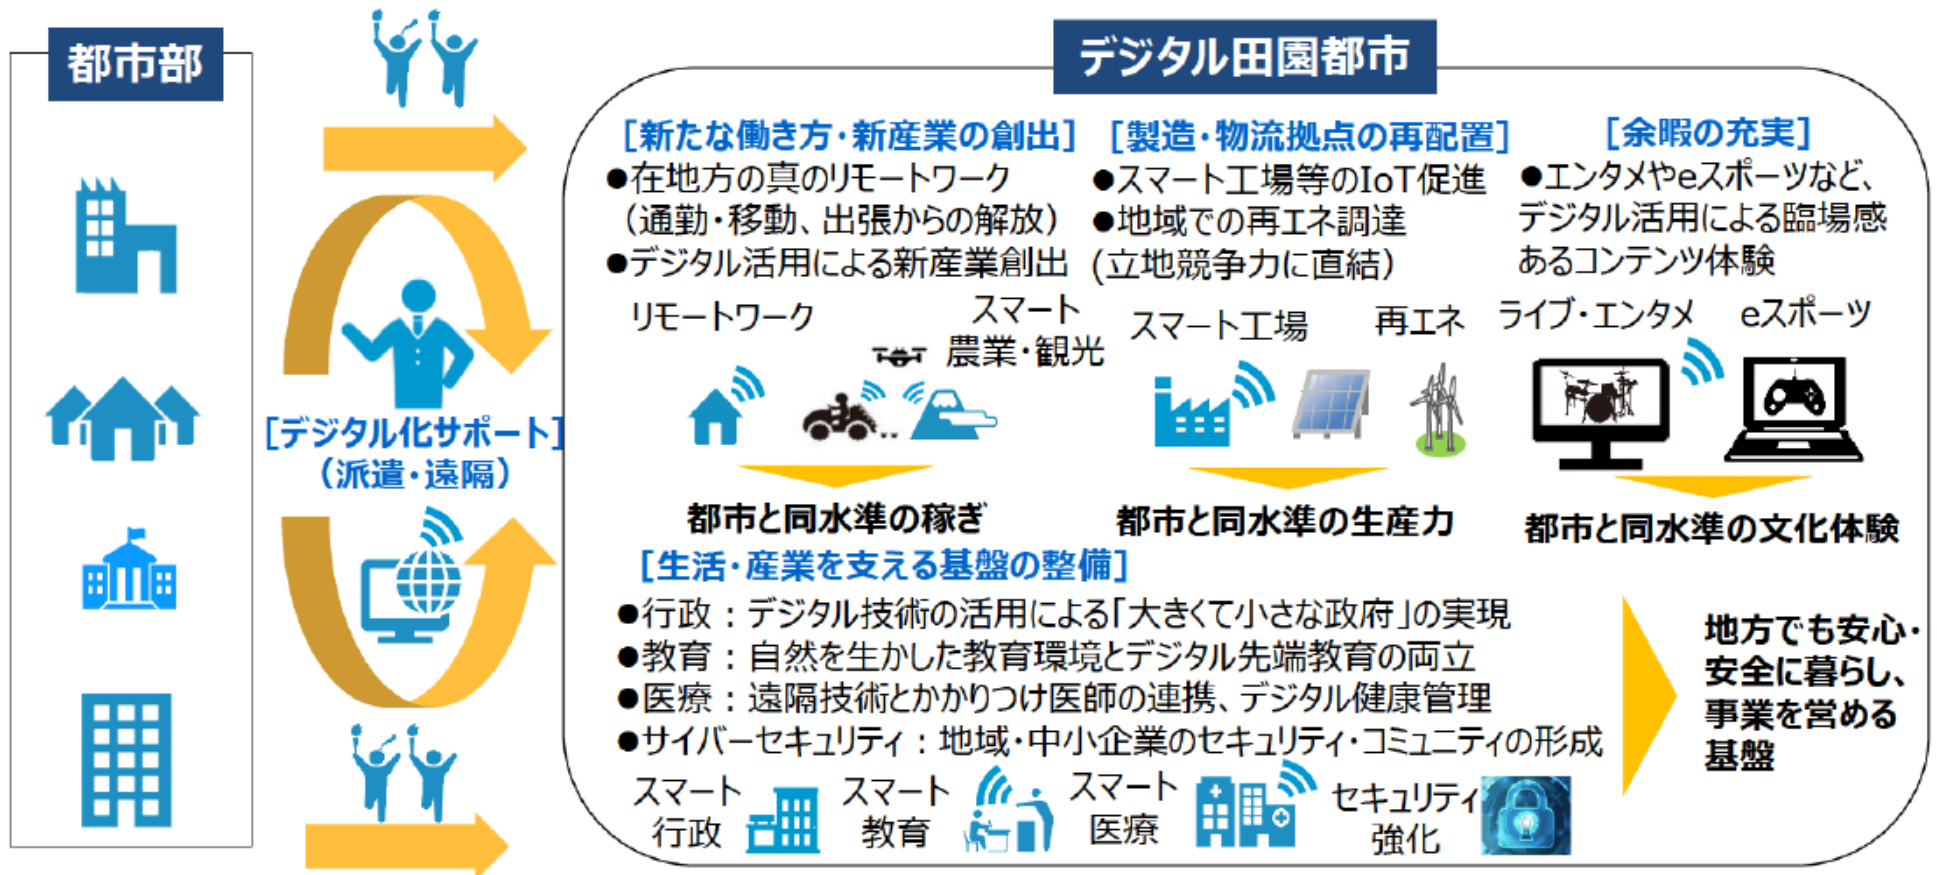 都市部
デジタル田園都市
[デジタル化サポート]
（派遣・遠隔）
[新たな働き方・新産業の創出]
●在地方の真のリモートワーク
（通勤・移動、出張からの解放）
●デジタル活用による新産業創出
リモートワーク
スマート
農業・観光
都市と同水準の稼ぎ
[製造・物流拠点の再配置]
●スマート工場等のIoT促進
●地域での再エネ調達
(立地競争力に直結）
スマート工場
再エネ
都市と同水準の生産力
[余暇の充実]
●エンタメやeスポーツなど、
デジタル活用による臨場感
あるコンテンツ体験
ライブ・エンタメ
eスポーツ
都市と同水準の文化体験
[生活・産業を支える基盤の整備]
●行政：デジタル技術の活用による「大きくて小さな政府」の実現
●教育：自然を生かした教育環境とデジタル先端教育の両立
●医療：遠隔技術とかかりつけ医師の連携、デジタル健康管理
●サイバーセキュリティ：地域・中小企業のセキュリティ・コミュニティの形成
スマート
行政
スマート
教育
スマート
医療
セキュリティ
強化
地方でも安心・
安全に暮らし、
事業を営める
基盤